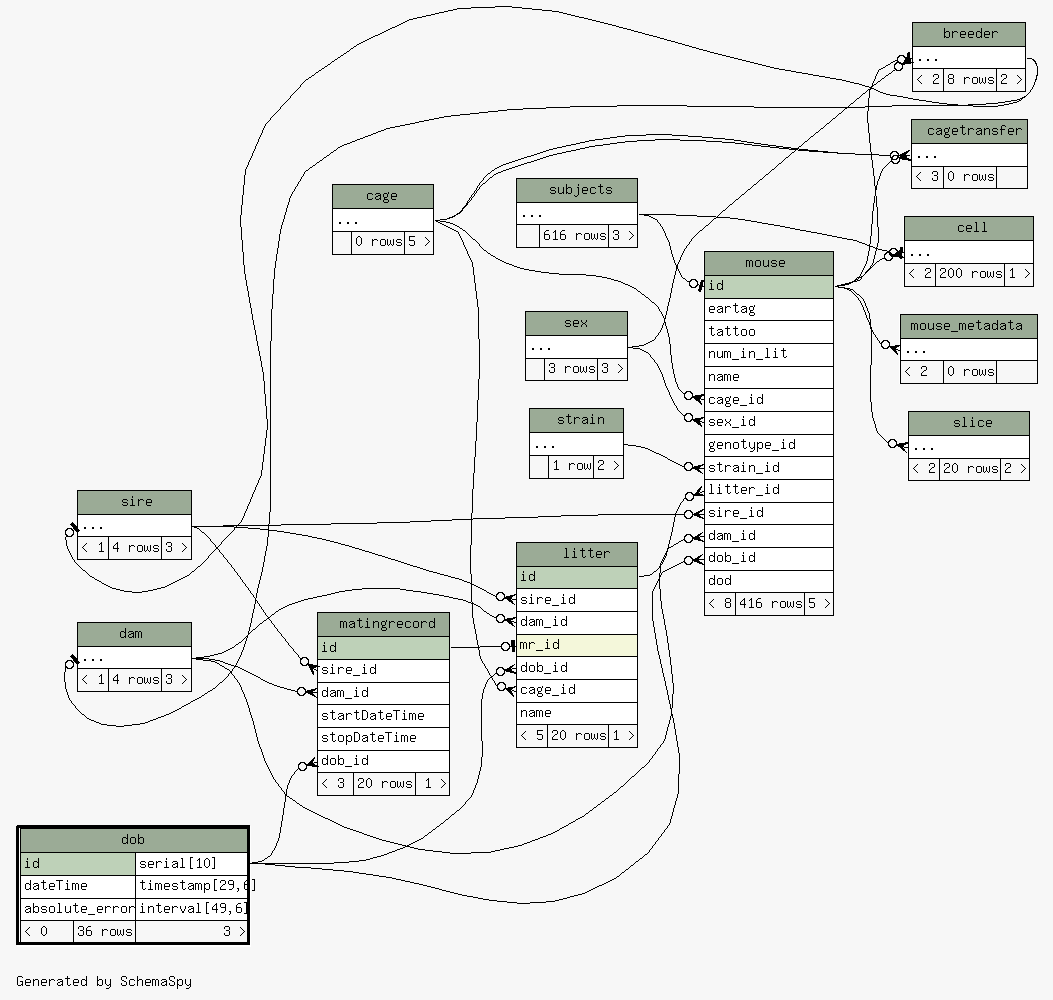 breeder
...
< 2 8 rows 2 >
cagetransfer
...
< 3 0 rows
cage
...
0 rows 5 >
subjects
...
616 rows 3 >
cell
...
< 2 200 rows 1 >
mouse
id
eartag
tattoo
num_in_lit
name
cage_id
sex_id
genotype_id
strain_id
litter_id
sire_id
dam_id
dob_id
dod
< 8 416 rows 5 >
sex
...
3 rows 3 >
mouse_metadata
...
< 2 0 rows
strain
...
1 row 2 >
slice
...
< 2 20 rows 2 >
sire
...
< 1 4 rows 3 >
litter
id
sire_id
dam_id
mr_id
dob_id
cage_id
name
< 5 20 rows 1 >
dam
...
< 1 4 rows 3 >
matingrecord
id
sire_id
dam_id
startDateTime
stopDateTime
dob_id
< 3 20 rows 1 >
dob
id serial[10]
dateTime timestamp[29,6]
absolute_error interval[49,6]
< 0 36 rows 3 >
Generated by SchemaSpy